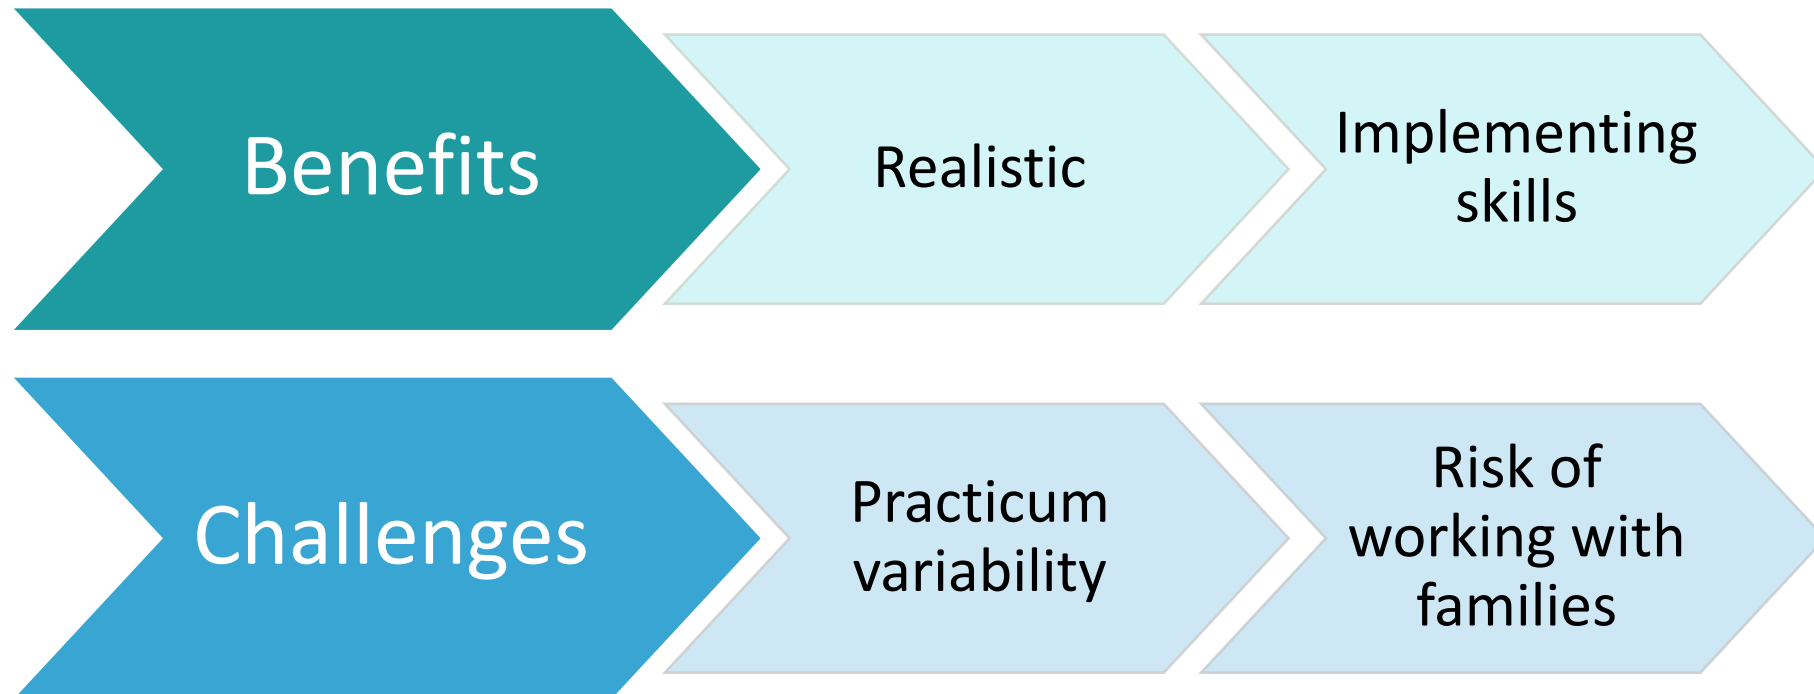 Benefits
Realistic
Implementing
skills
Challenges
Practicum
variability
Risk of
working with
families